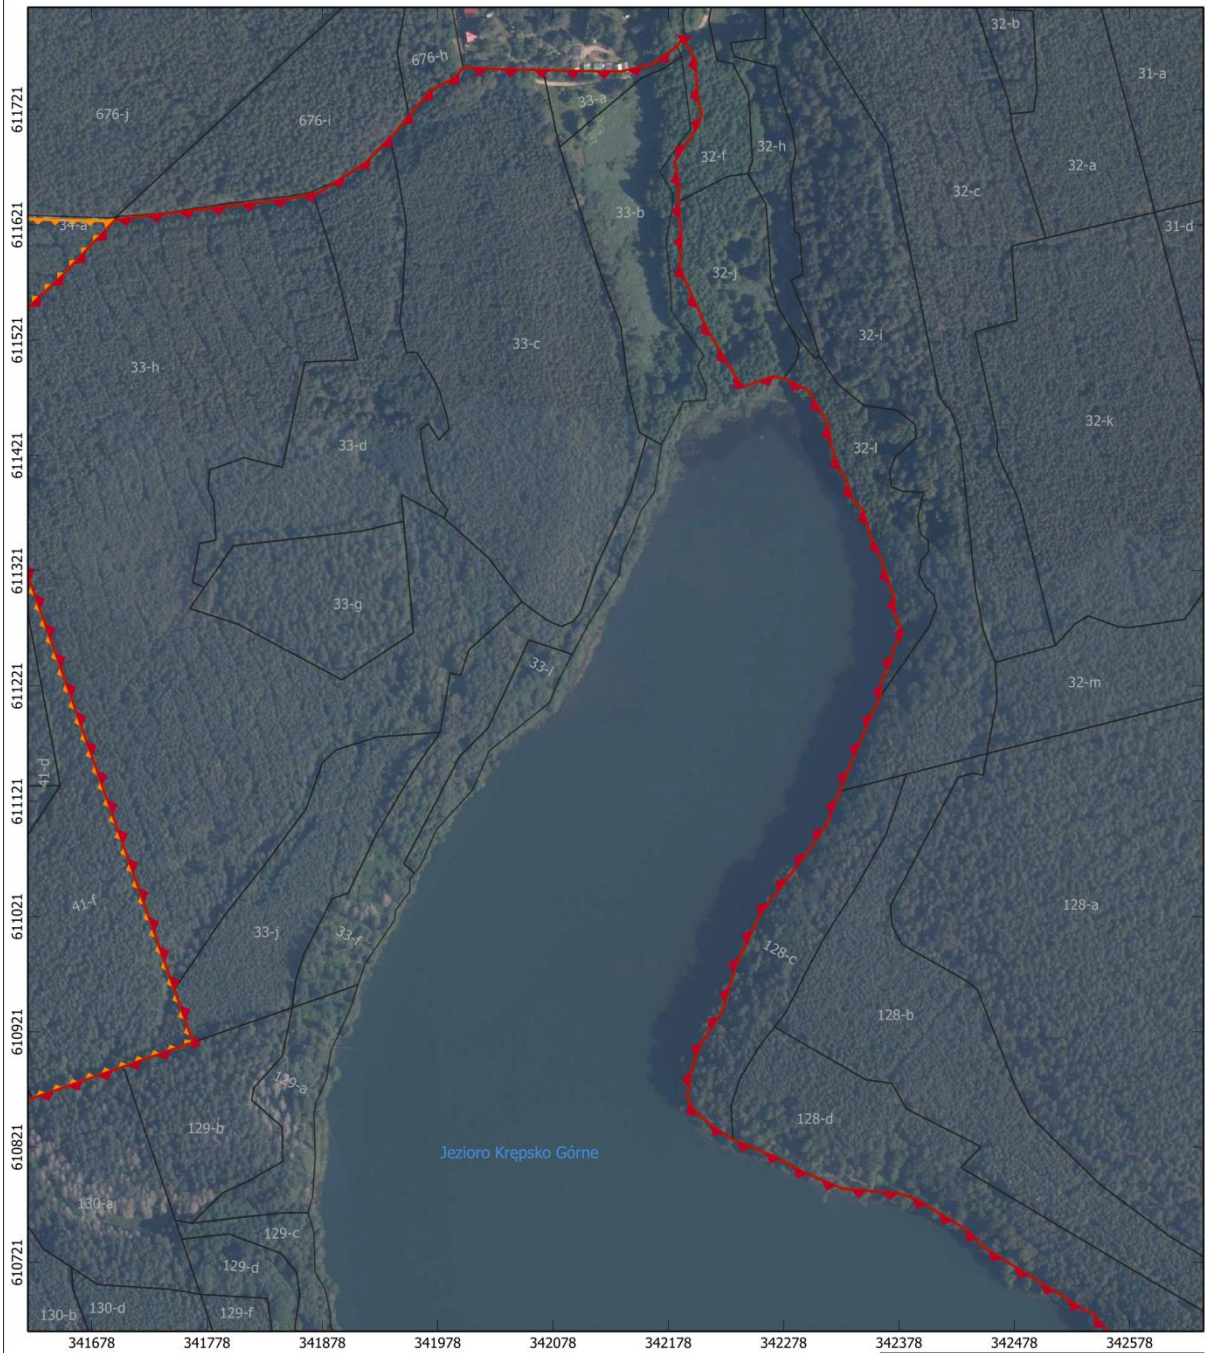 32-b
676-h
31-a
33-a
676-j
676-i
6111721
32-h
32-f
32-a
32-c
33-b
34-a
31-d
6111621
32-j
32-i
33-c
33-h
611521
32-k
33-d
32-l
611421
611321
33-g
33-i
32-m
611221
41-d
611121
41-f
128-a
611021
33-j
33-f
128-c
128-b
610921
129-a
128-d
129-b
610821
Jezioro Krępsko Górne
130-a
129-c
129-d
610721
130-d
130-b
129-f
341678
341778
341878
341978
342078
342178
342278
342378
342478
342578